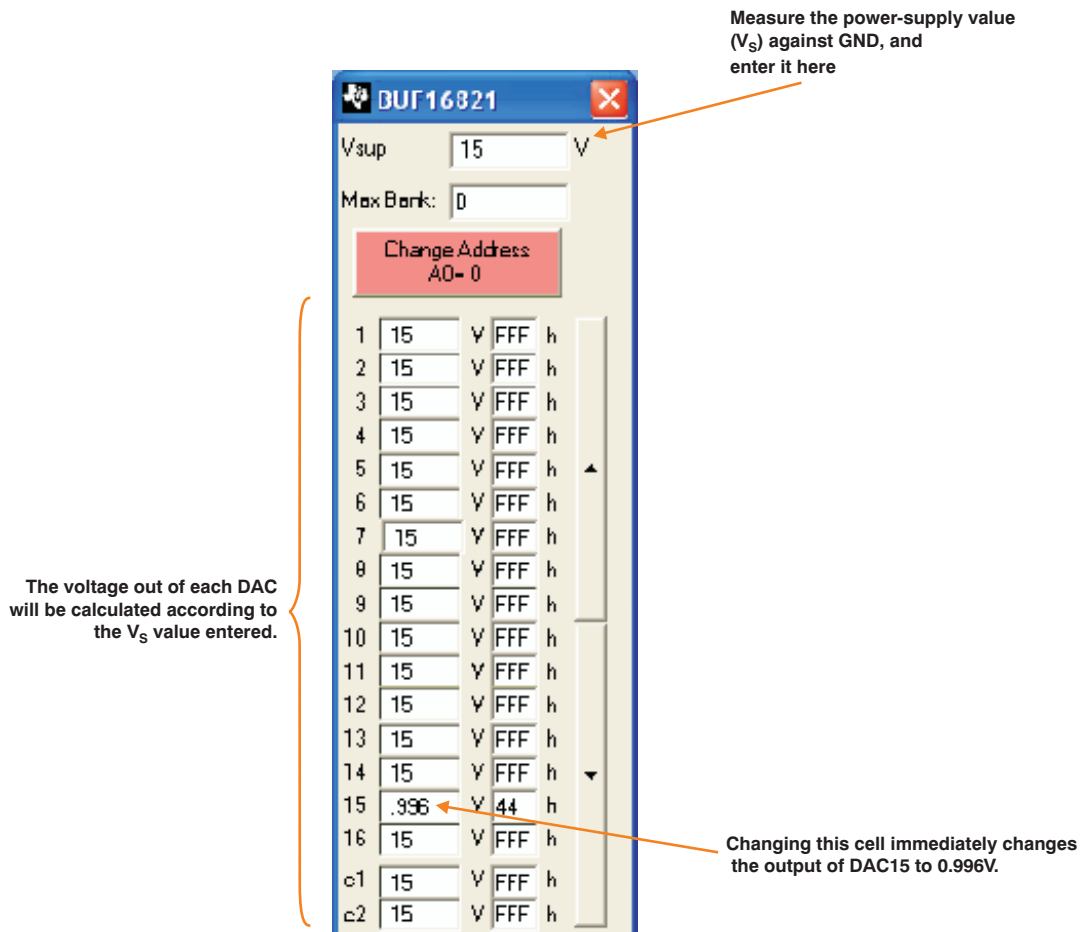 Measure the power-supply value
(VS) against GND, and
enter it here
BUF16821
Vsup 15 V
Max Bank: 0
Change Address
A0= 0
1 15 V FFF h
2 15 V FFF h
3 15 V FFF h
4 15 V FFF h
5 15 V FFF h
6 15 V FFF h
7 15 V FFF h
8 15 V FFF h
9 15 V FFF h
10 15 V FFF h
11 15 V FFF h
12 15 V FFF h
13 15 V FFF h
14 15 V FFF h
15 .996 V 44 h
16 15 V FFF h
c1 15 V FFF h
c2 15 V FFF h
The voltage out of each DAC
will be calculated according to
the VS value entered.
Changing this cell immediately changes
the output of DAC15 to 0.996V.